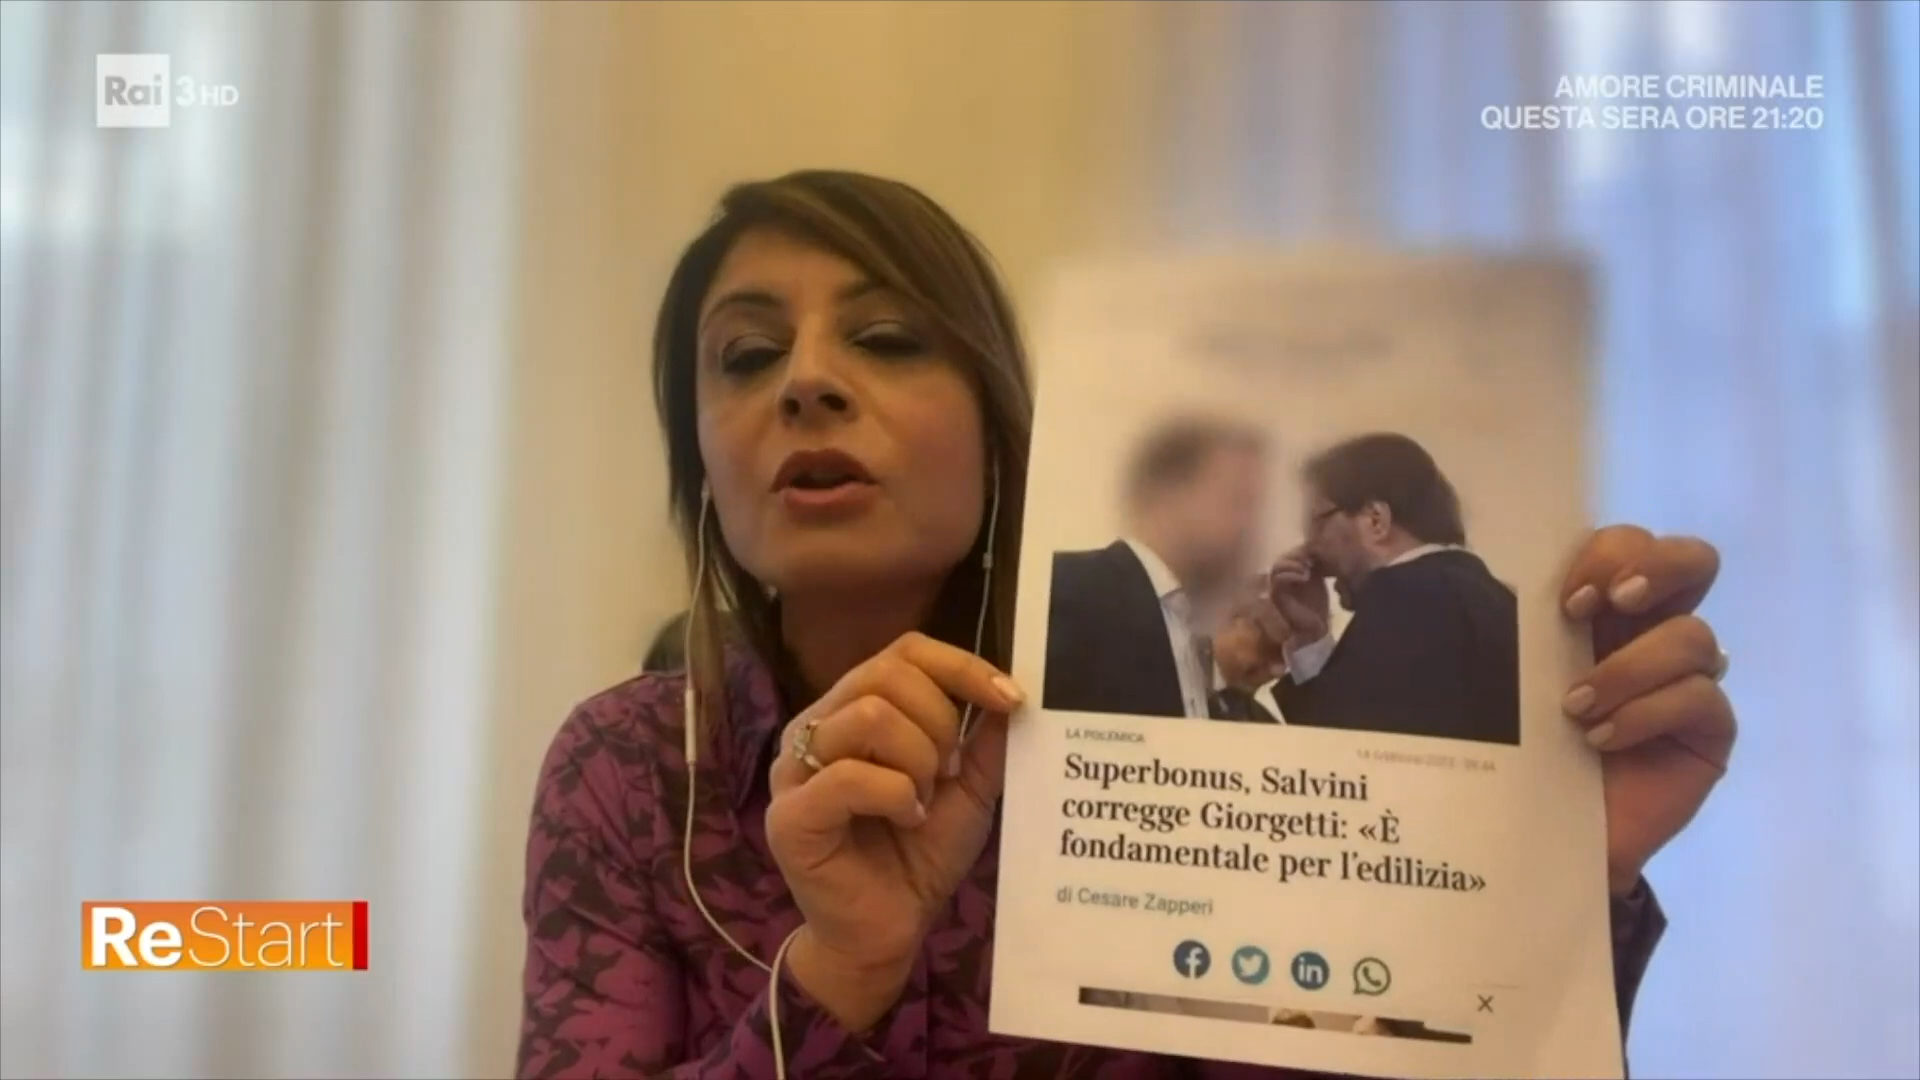 Rai 3 HD
AMORE CRIMINALE
QUESTA SERA ORE 21:20
LA POLEMICA
Superbonus, Salvini
corregge Giorgetti: «È
fondamentale per l'edilizia»
di Cesare Zapperi
ReStart